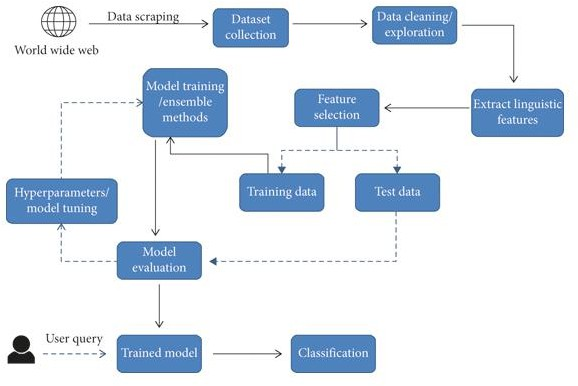 World wide web
Data scraping
Dataset
collection
Data cleaning/
exploration
Extract linguistic
features
Feature
selection
Model training
/ensemble
methods
Training data
Test data
Hyperparameters/
model tuning
Model
evaluation
User query
Trained model
Classification